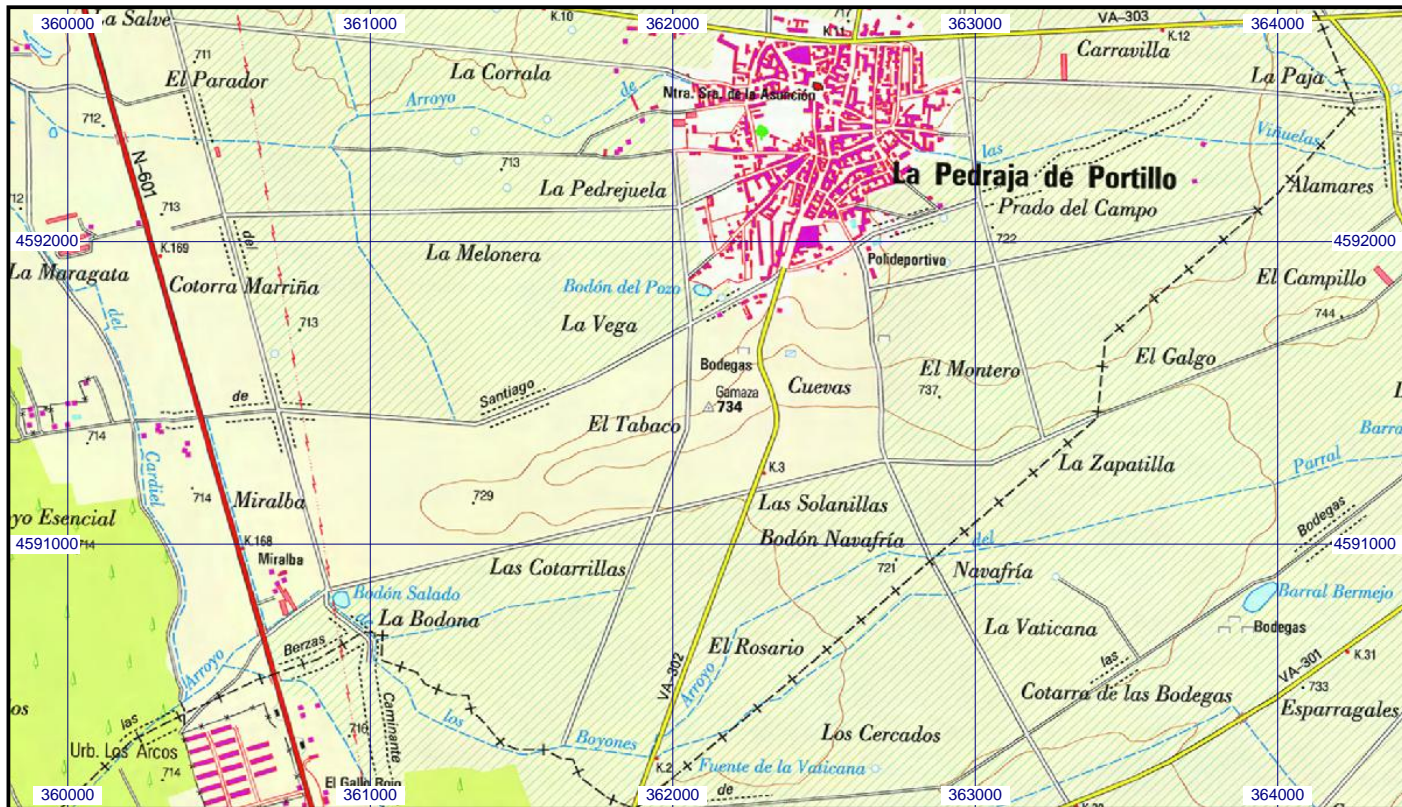 360000
361000
362000
363000
364000
La Salve
K.10
717
VA-303
K.11
K.12
711
El Parador
La Corrala
Carravilla
La Paja
Arroyo
de
Ntra. Sra. de la Asunción
712
Viñuelas
N-601
713
las
La Pedraja de Portillo
La Pedrejuela
Alamares
712
713
Prado del Campo
del
722
4592000
4592000
K.169
La Melonera
La Maragata
Cotorra Marriña
Polideportivo
El Campillo
Bodón del Pozo
del
713
La Vega
744
Bodegas
El Galgo
El Montero
Gamaza
Cuevas
de
Santiago
734
737
El Tabaco
714
Barra
La Zapatilla
Parral
Cardiel
K.3
714
Miralba
729
Las Solanillas
yo Esencial
Bodegas
714
K.168
Bodón Navafría
del
4591000
4591000
Miralba
Las Cotarrillas
721
Navafría
Bodón Salado
Barral Bermejo
de
La Bodona
La Vaticana
Bodegas
Berzas
El Rosario
K.31
Arroyo
VA-302
Arroyo
las
VA-301
733
Cotarra de las Bodegas
os
las
los
Caminante
Esparragales
716
Los Cercados
Urb. Los Arcos
Boyones
714
K.2
Fuente de la Vaticana
El Gallo Rojo
de
360000
361000
362000
363000
364000